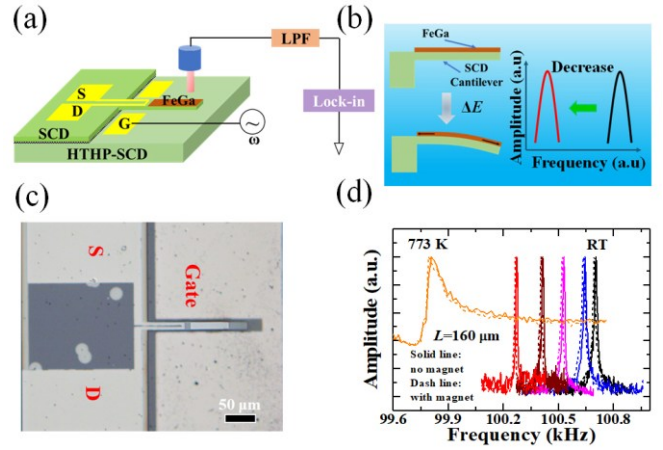 (a)
LPF
S
D
FeGa
Lock-in
G
ω
SCD
HTHP-SCD
(b)
FeGa
SCD
Cantilever
ΔE
Amplitude (a.u)
Decrease
Frequency (a.u)
(c)
S
Gate
D
50 μm
(d)
Amplitude (a.u.)
773 K
RT
L=160 μm
Solid line:
no magnet
Dash line:
with magnet
99.6 99.9 100.2 100.5 100.8
Frequency (kHz)